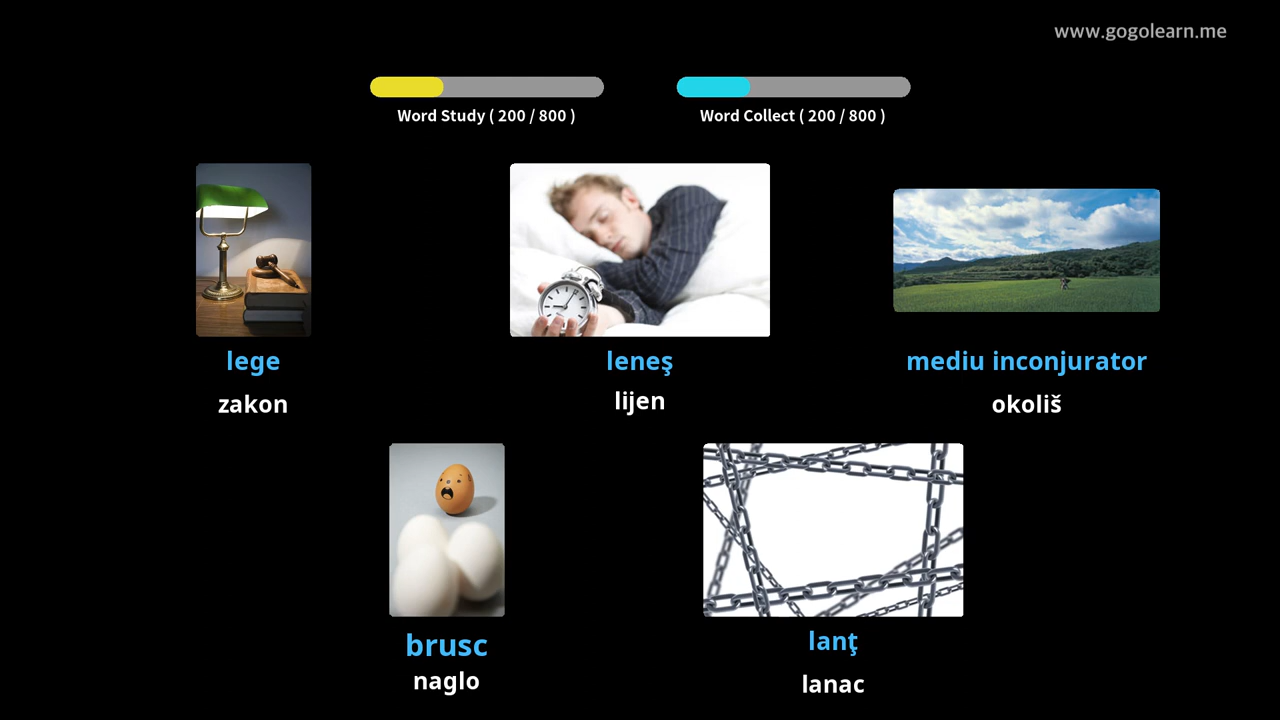 www.gogolearn.me
Word Study ( 200 / 800 )
Word Collect ( 200 / 800 )
lege
zakon
leneş
lijen
mediu inconjurator
okoliš
brusc
naglo
lanţ
lanac